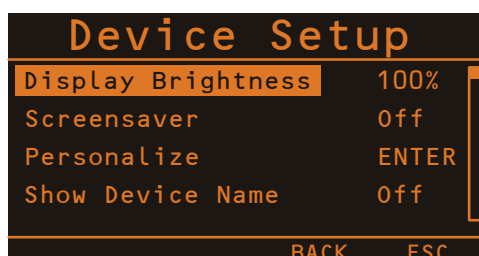 Device Setup
Display Brightness 100%
Screensaver Off
Personalize ENTER
Show Device Name Off
BACK ESC